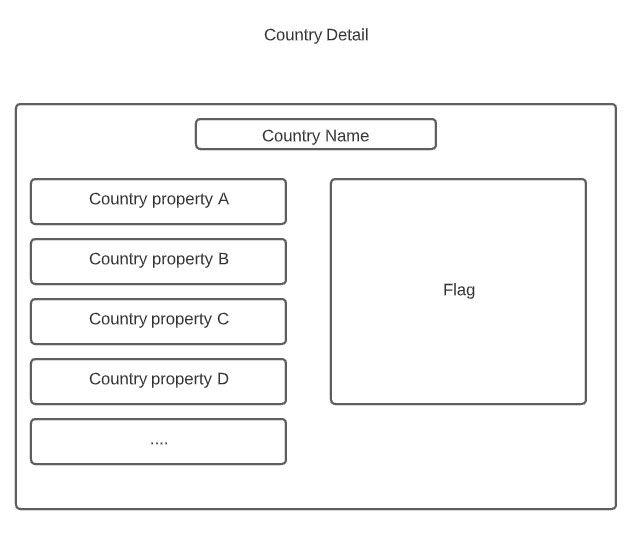 Country Detail
Country Name
Country property A
Country property B
Country property C
Country property D
....
Flag